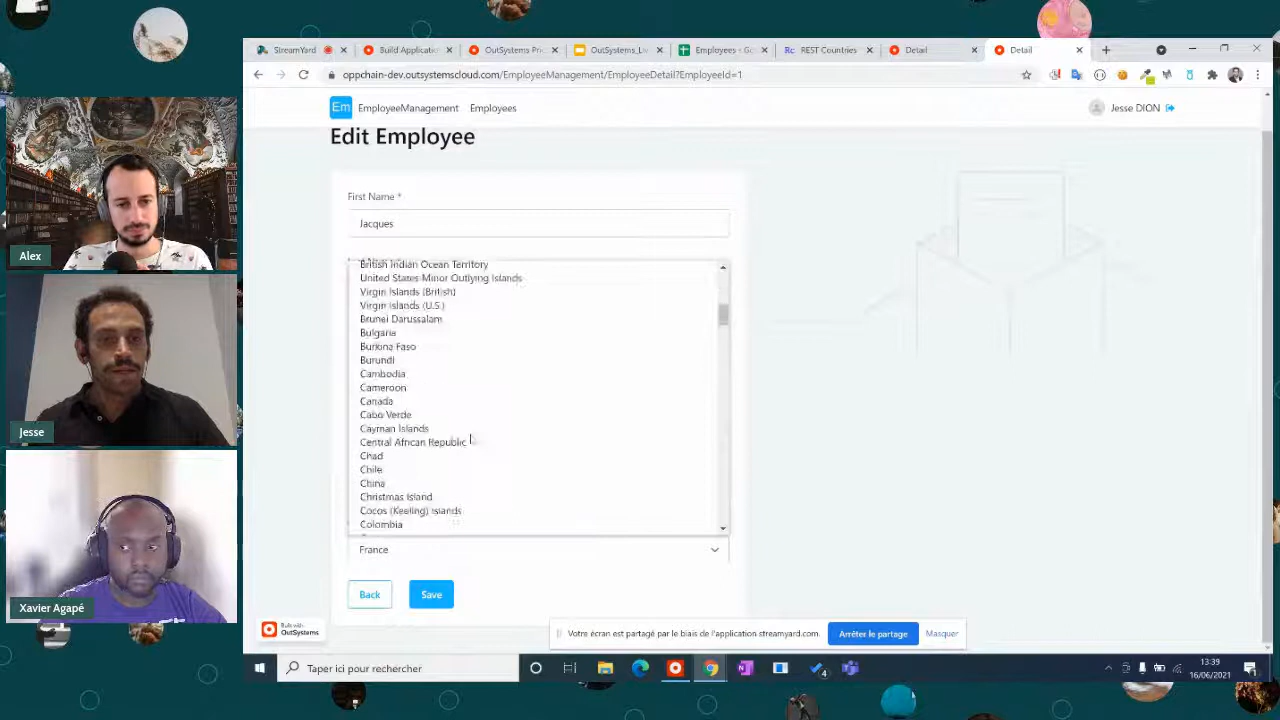 StreamYard
Build Applicatio
OutSystems Pr
OutSystems_Li
Employees - Go
REST Countries
Detail
Detail
oppchain-dev.outsystemscloud.com/EmployeeManagement/EmployeeDetail?EmployeeId=1
Em EmployeeManagement Employees
Jesse DION
Edit Employee
First Name *
Jacques
British Indian Ocean Territory
United States Minor Outlying Islands
Virgin Islands (British)
Virgin Islands (U.S.)
Brunei Darussalam
Bulgaria
Burkina Faso
Burundi
Cambodia
Cameroon
Canada
Cabo Verde
Cayman Islands
Central African Republic
Chad
Chile
China
Christmas Island
Cocos (Keeling) Islands
Colombia
France
Back
Save
Built with
OutSystems
Votre écran est partagé par le biais de l'application streamyard.com.
Arrêter le partage
Masquer
Taper ici pour rechercher
4
13:39
16/06/2021
1
Alex
Jesse
Xavier Agapé